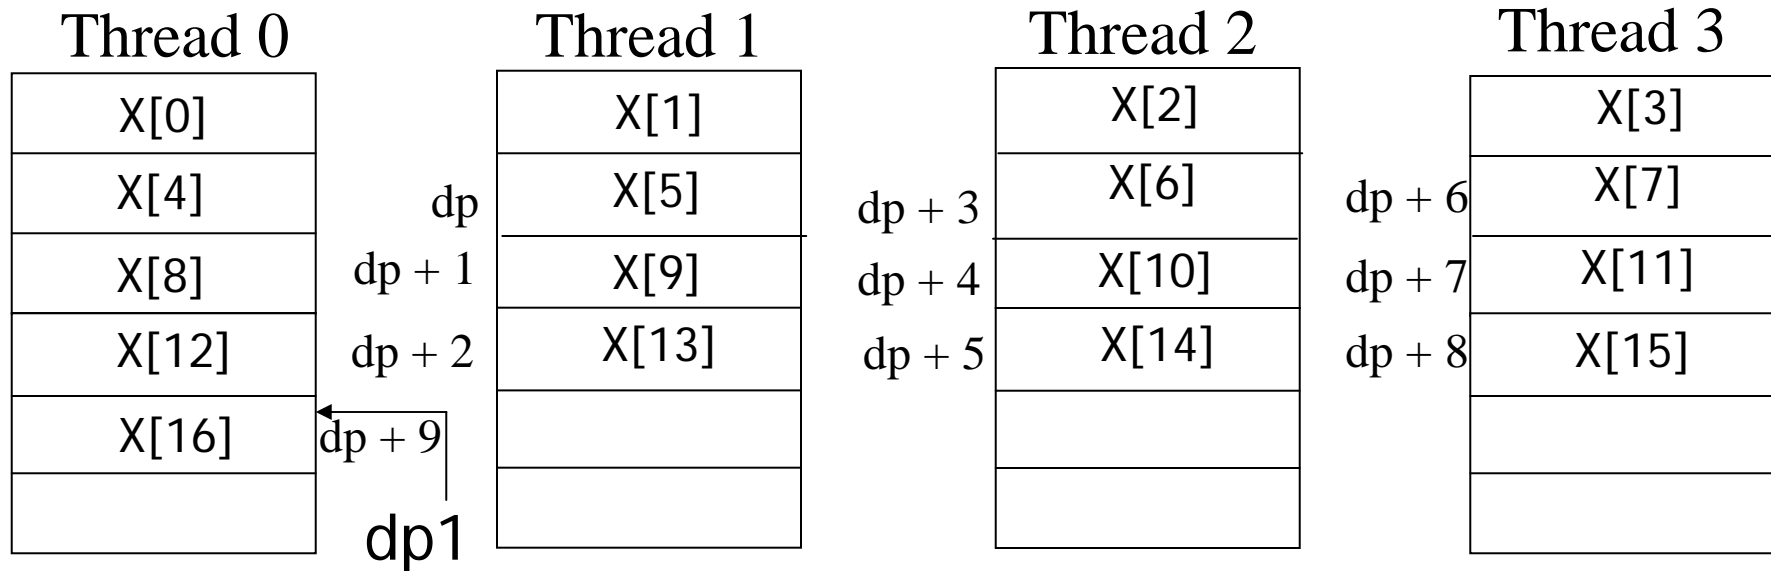 Thread 0 Thread 1 Thread 2 Thread 3
X[0] X[1] X[2] X[3]
X[4] dp X[5] dp + 3 X[6] dp + 6 X[7]
X[8] dp + 1 X[9] dp + 4 X[10] dp + 7 X[11]
X[12] dp + 2 X[13] dp + 5 X[14] dp + 8 X[15]
X[16] dp + 9
dp1